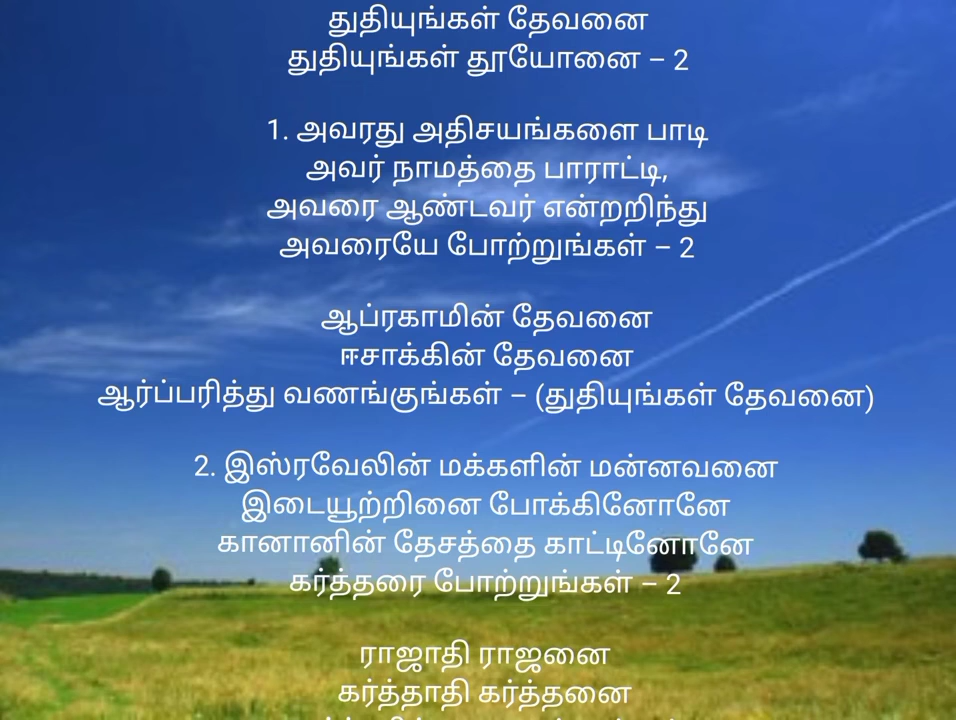 துதியுங்கள் தேவனை
துதியுங்கள் தூயோனை – 2
1. அவரது அதிசயங்களை பாடி
அவர் நாமத்தை பாராட்டி,
அவரை ஆண்டவர் என்றறிந்து
அவரையே போற்றுங்கள் – 2
ஆப்ரகாமின் தேவனை
ஈசாக்கின் தேவனை
ஆர்ப்பரித்து வணங்குங்கள் – (துதியுங்கள் தேவனை)
2. இஸ்ரவேலின் மக்களின் மன்னவனை
இடையூற்றினை போக்கினோனே
கானானின் தேசத்தை காட்டினோனே
கர்த்தரை போற்றுங்கள் – 2
ராஜாதி ராஜனை
கர்த்தாதி கர்த்தனை